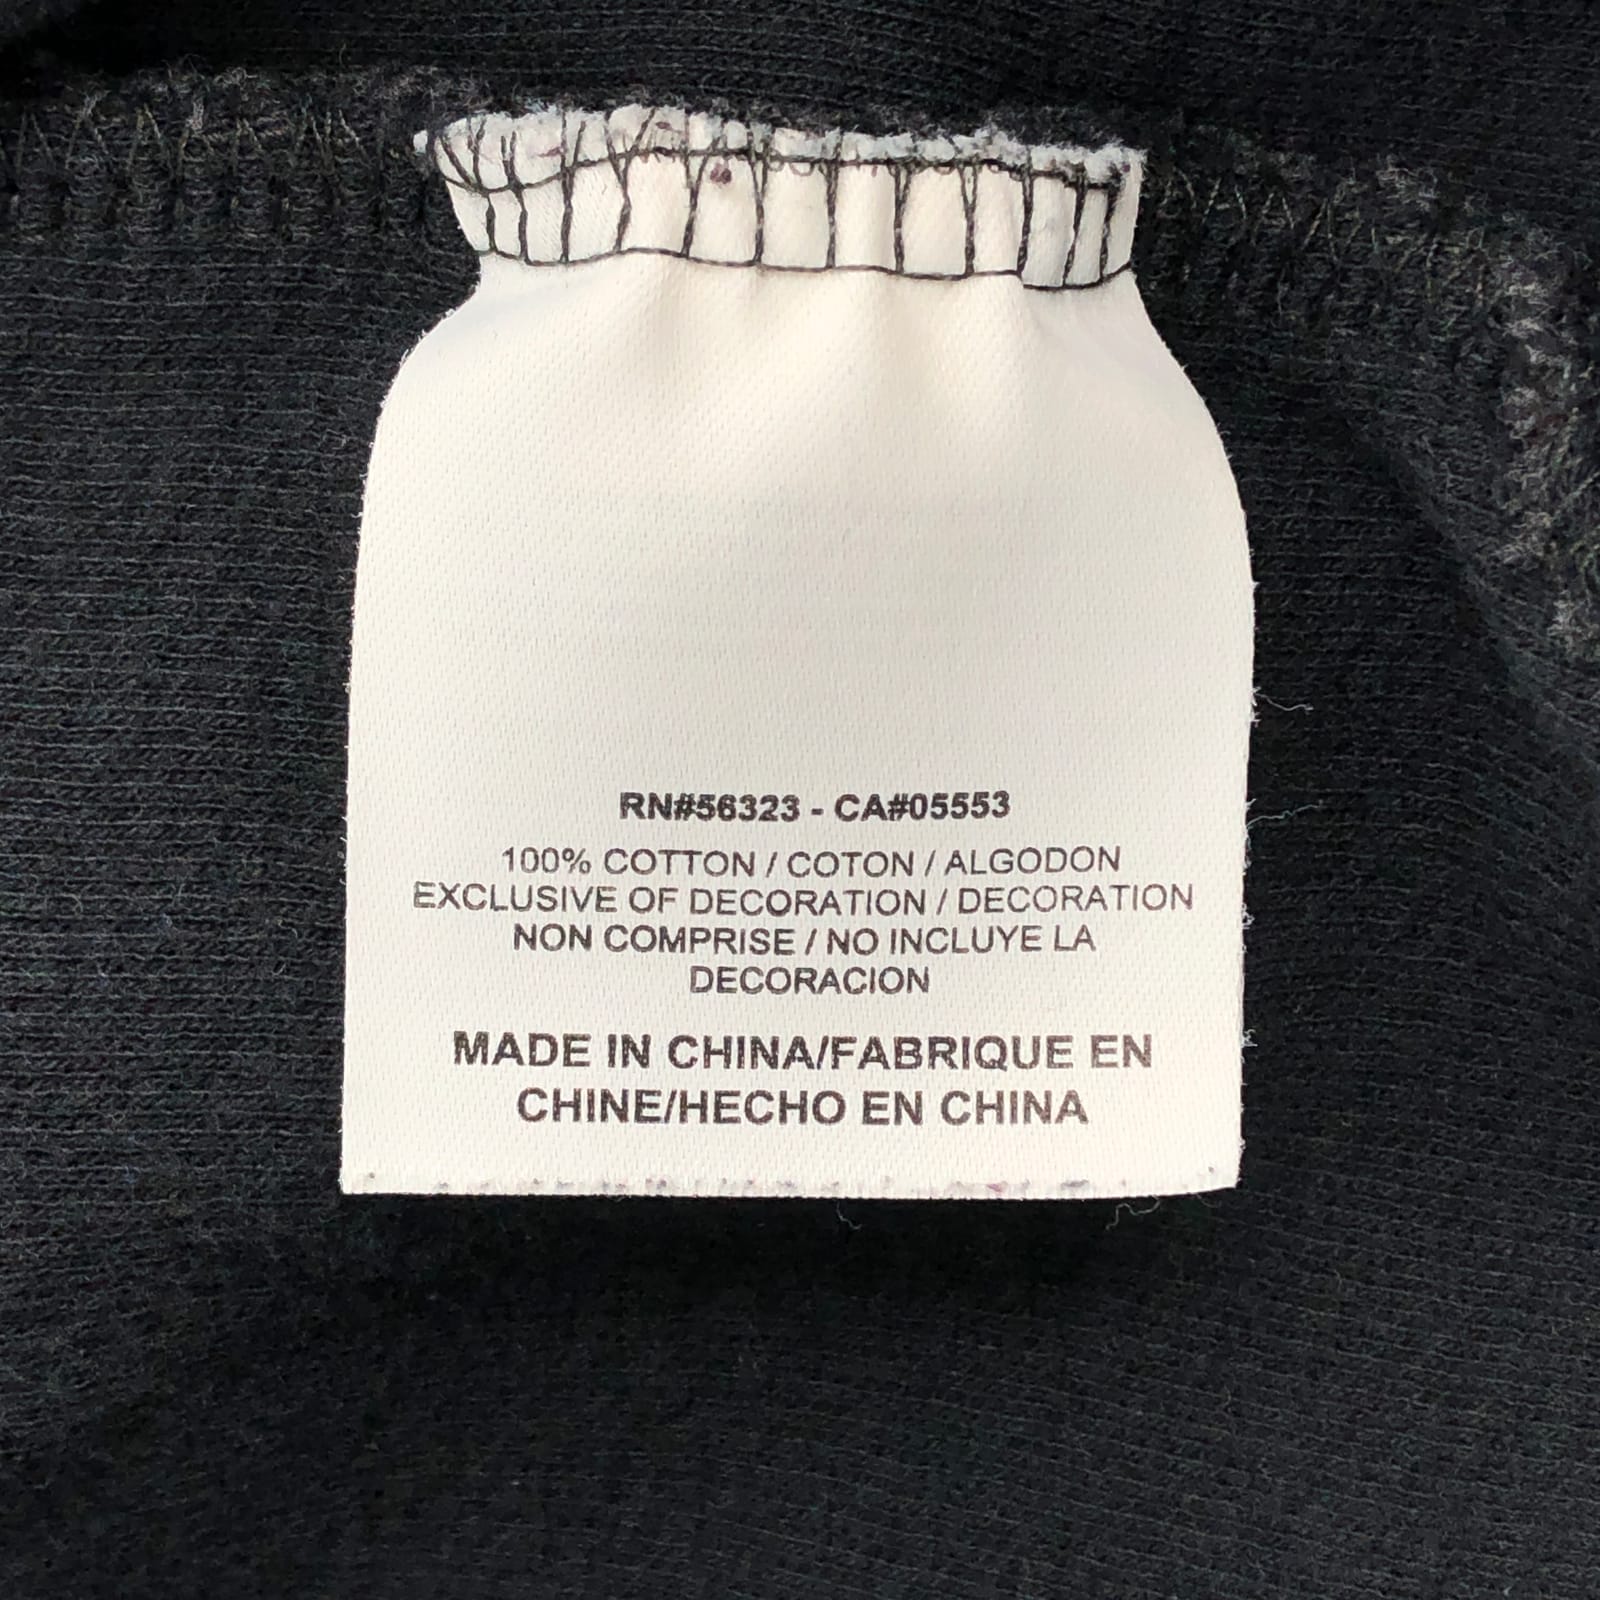 RN#56323 - CA#05553
100% COTTON / COTON / ALGODON
EXCLUSIVE OF DECORATION / DECORATION
NON COMPRISE / NO INCLUYE LA
DECORACION
MADE IN CHINA/FABRIQUE EN
CHINE/HECHO EN CHINA